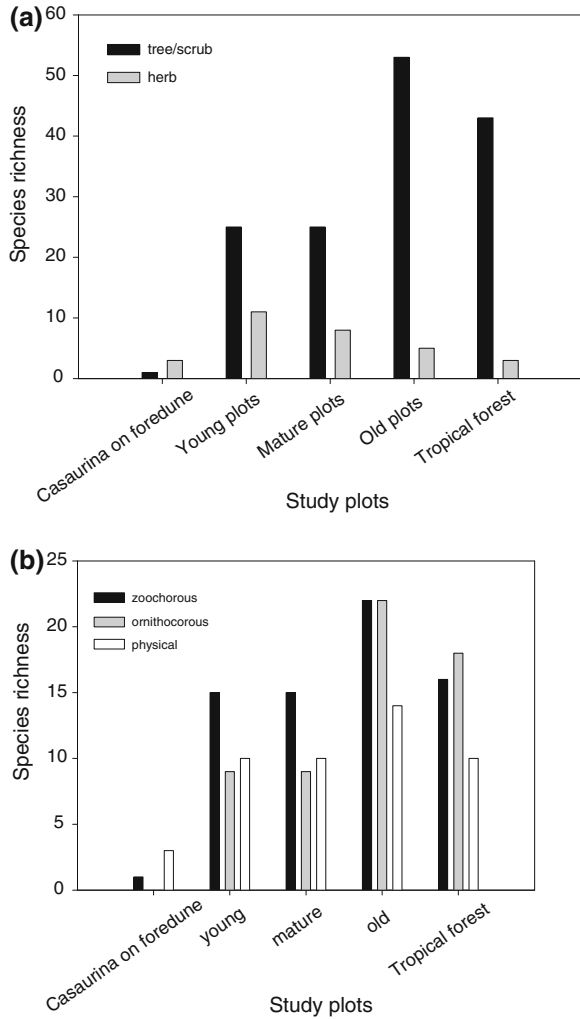 (a)
60
50
40
30
20
10
0
Species richness
tree/scrub
herb
Casaurina on foredune
Young plots
Mature plots
Old plots
Tropical forest
Study plots
(b)
25
20
15
10
5
0
Species richness
zoochorous
ornithocorous
physical
Casaurina on foredune
young
mature
old
Tropical forest
Study plots